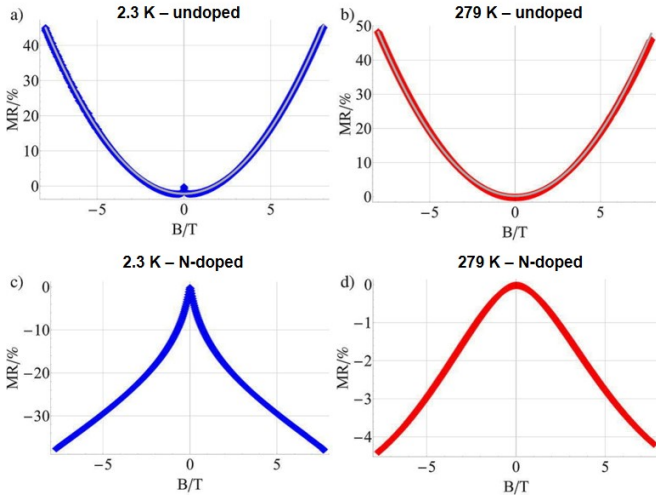 a)
2.3 K – undoped
MR/%
40
30
20
10
0
−5
0
5
B/T
b)
279 K – undoped
MR/%
50
40
30
20
10
0
−5
0
5
B/T
c)
2.3 K – N-doped
MR/%
0
−10
−20
−30
−5
0
5
B/T
d)
279 K – N-doped
MR/%
0
−1
−2
−3
−4
−5
0
5
B/T